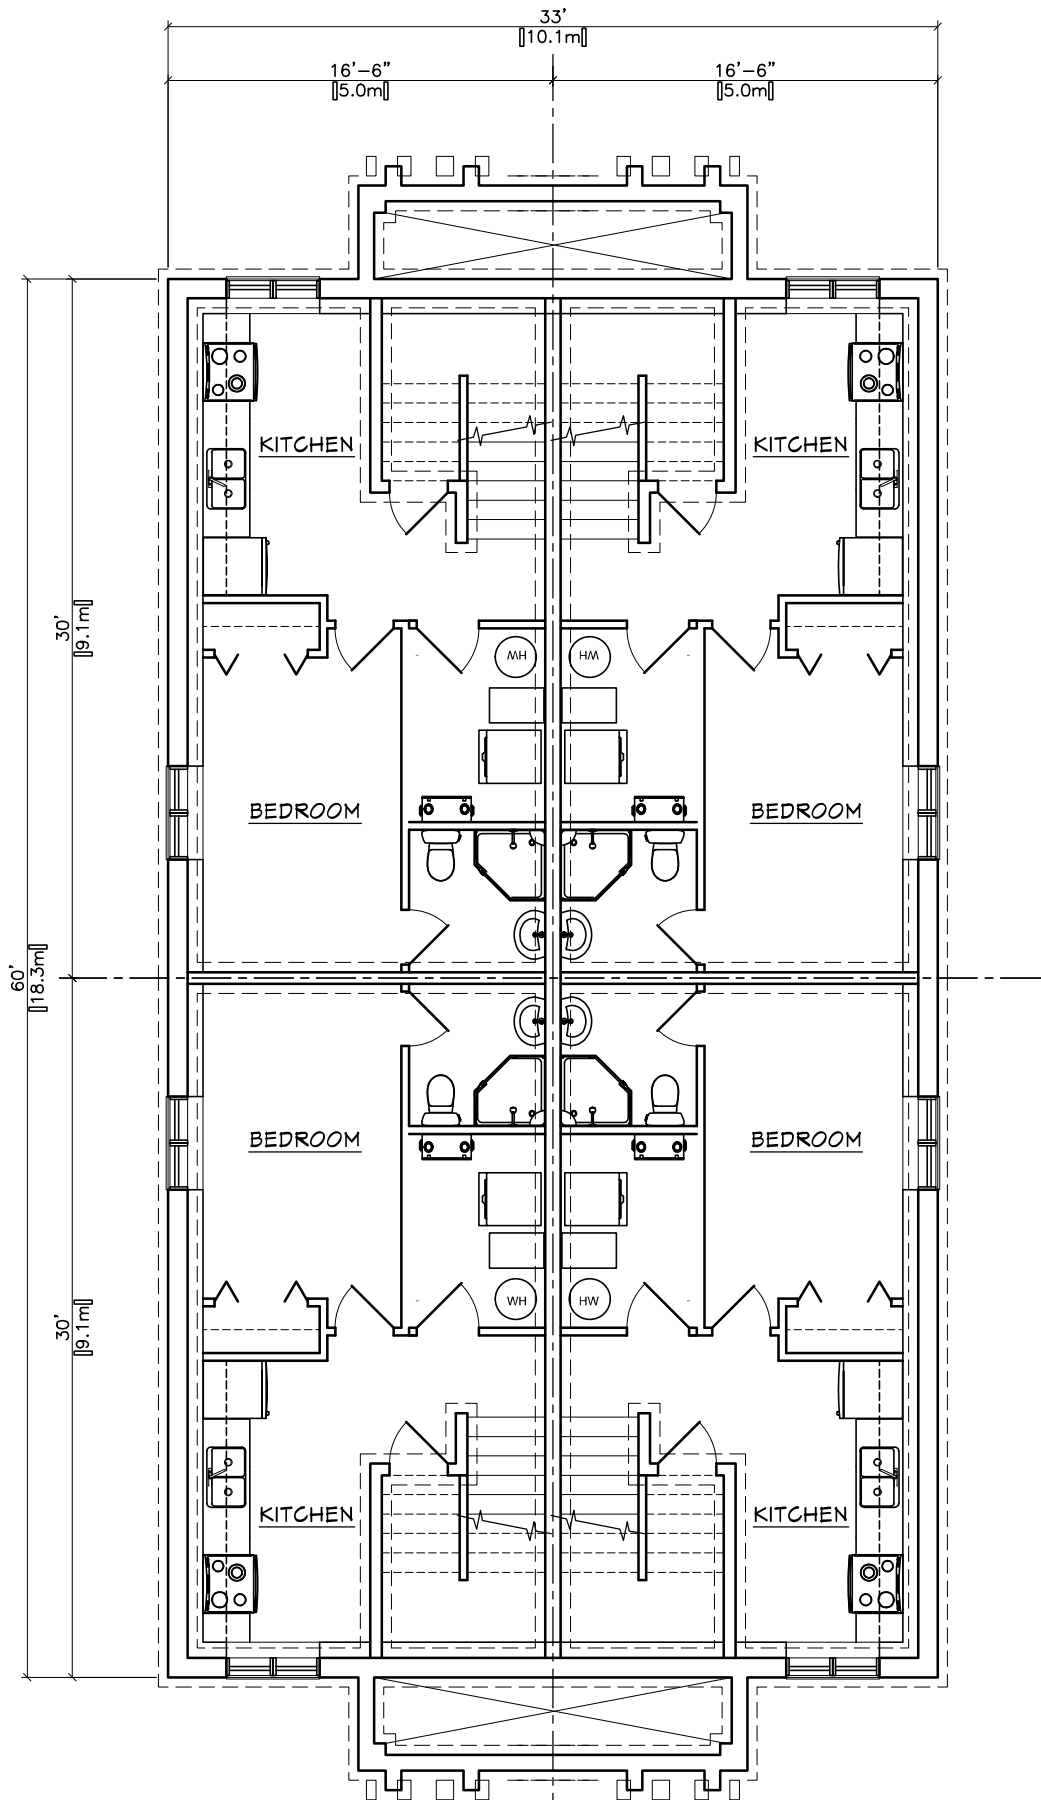 33'
[10.1m]
16'-6" 16'-6"
[5.0m] [5.0m]
KITCHEN KITCHEN
30'
[9.1m]
HW WH
BEDROOM BEDROOM
60'
[18.3m]
BEDROOM BEDROOM
WH HW
30'
[9.1m]
KITCHEN KITCHEN